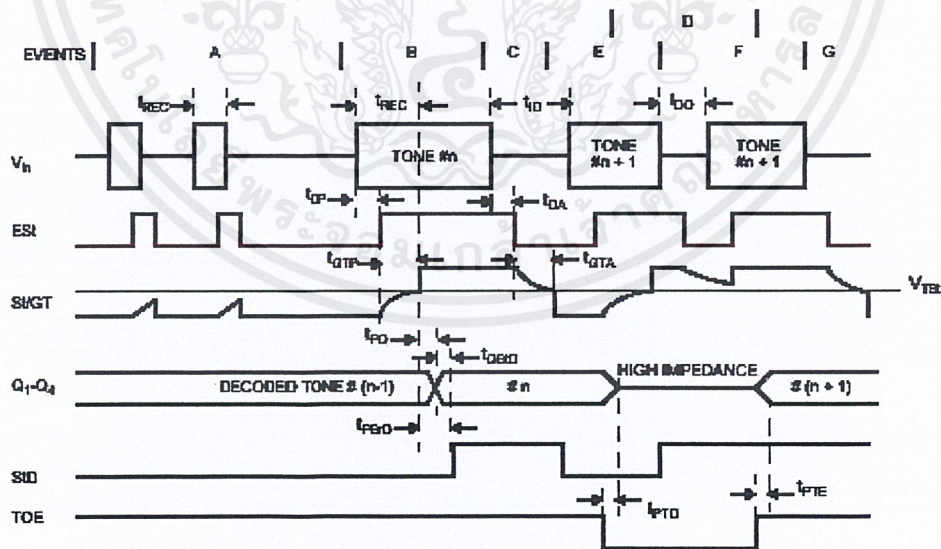 D
EVENTS A B C E F G
tREC tREC tID tDO
Vin TONE #n TONE #n + 1 TONE #n + 1
tDP tDA
ESt
tGTP tGTA
VTSt
St/GT
tPQ tQStD
HIGH IMPEDANCE
Q1-Q4 DECODED TONE # (n-1) # n # (n + 1)
tPStD
StD
tPTE
tPTD
TOE